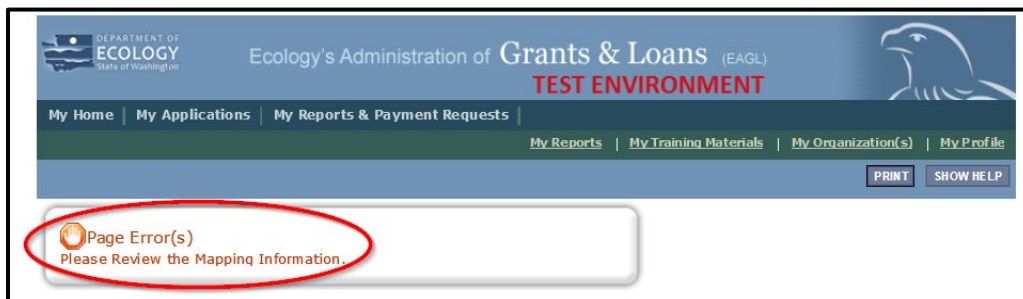 DEPARTMENT OF
ECOLOGY
State of Washington
Ecology's Administration of Grants & Loans (EAGL)
TEST ENVIRONMENT
My Home | My Applications | My Reports & Payment Requests |
My Reports | My Training Materials | My Organization(s) | My Profile
PRINT SHOW HELP
Page Error(s)
Please Review the Mapping Information.